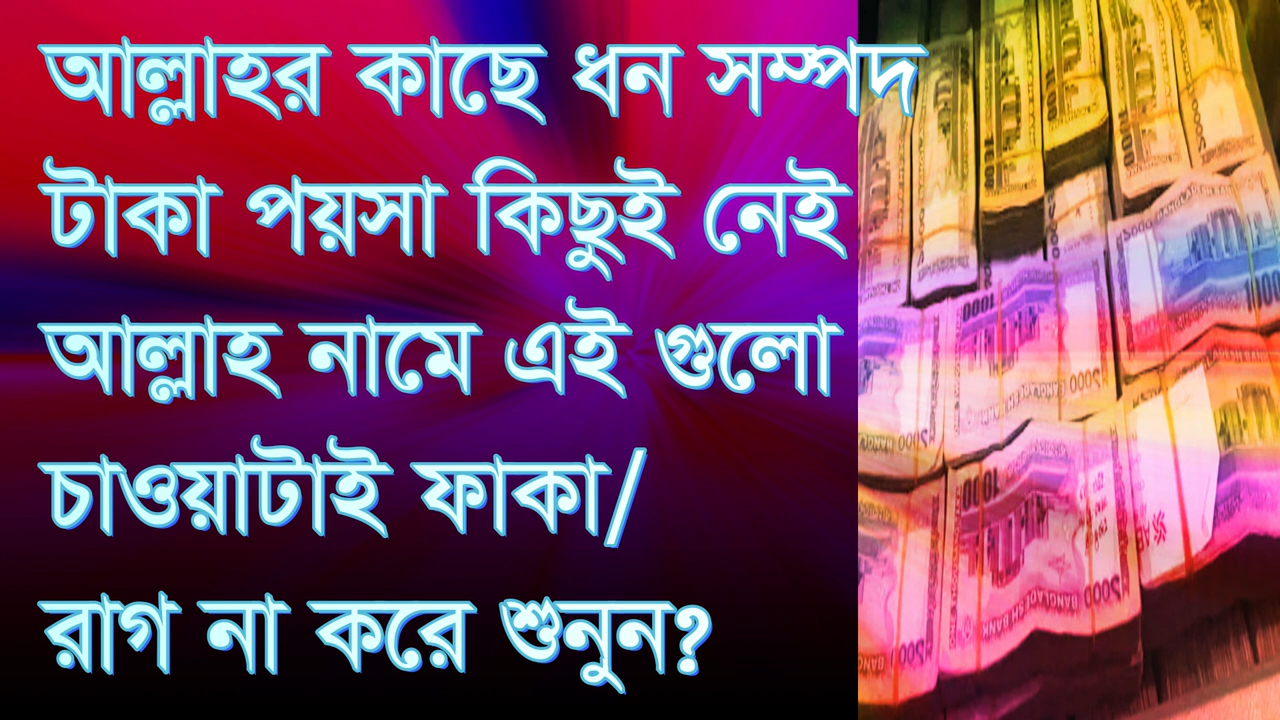 আল্লাহর কাছে ধন সম্পদ
টাকা পয়সা কিছুই নেই
আল্লাহ নামে এই গুলো
চাওয়াটাই ফাকা/
রাগ না করে শুনুন?